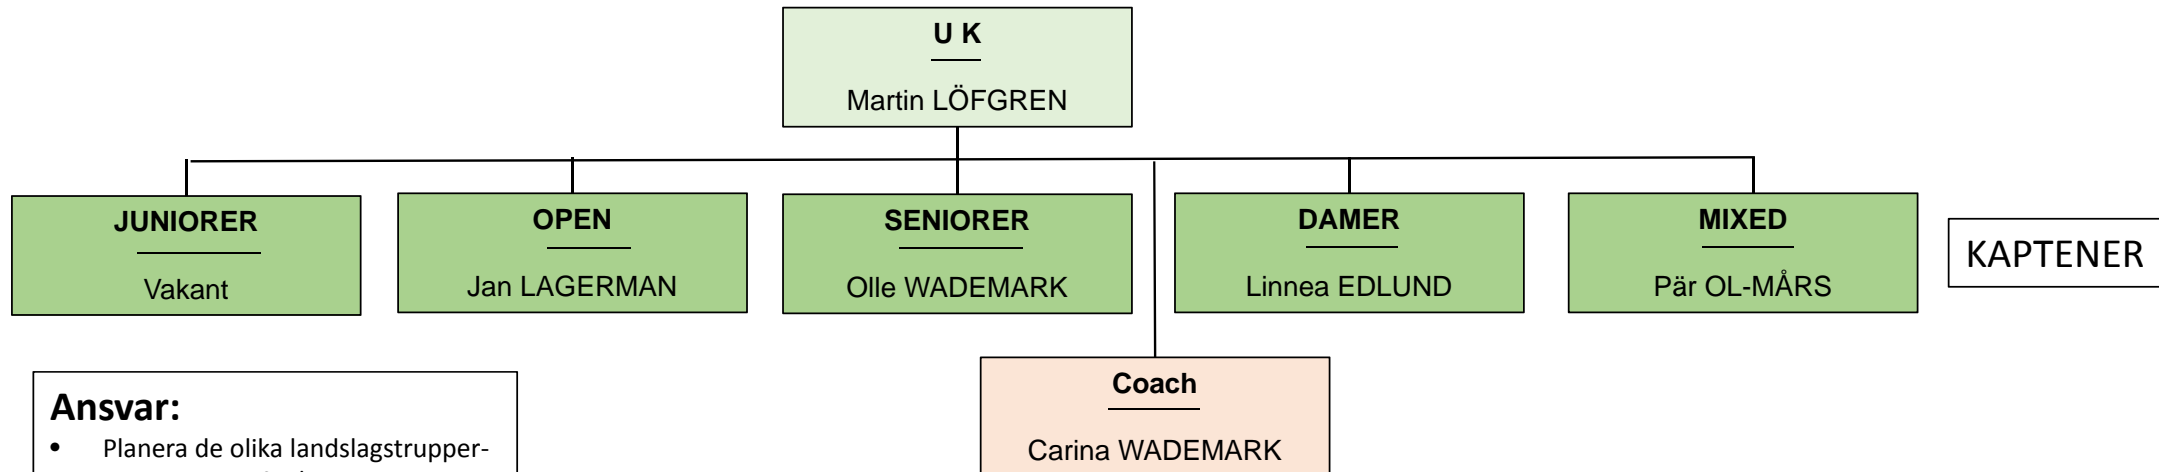 U K
Martin LÖFGREN
JUNIORER
Vakant
OPEN
Jan LAGERMAN
SENIORER
Olle WADEMARK
DAMER
Linnea EDLUND
MIXED
Pär OL-MÅRS
KAPTENER
Coach
Carina WADEMARK
Ansvar:
• Planera de olika landslagstrupper-